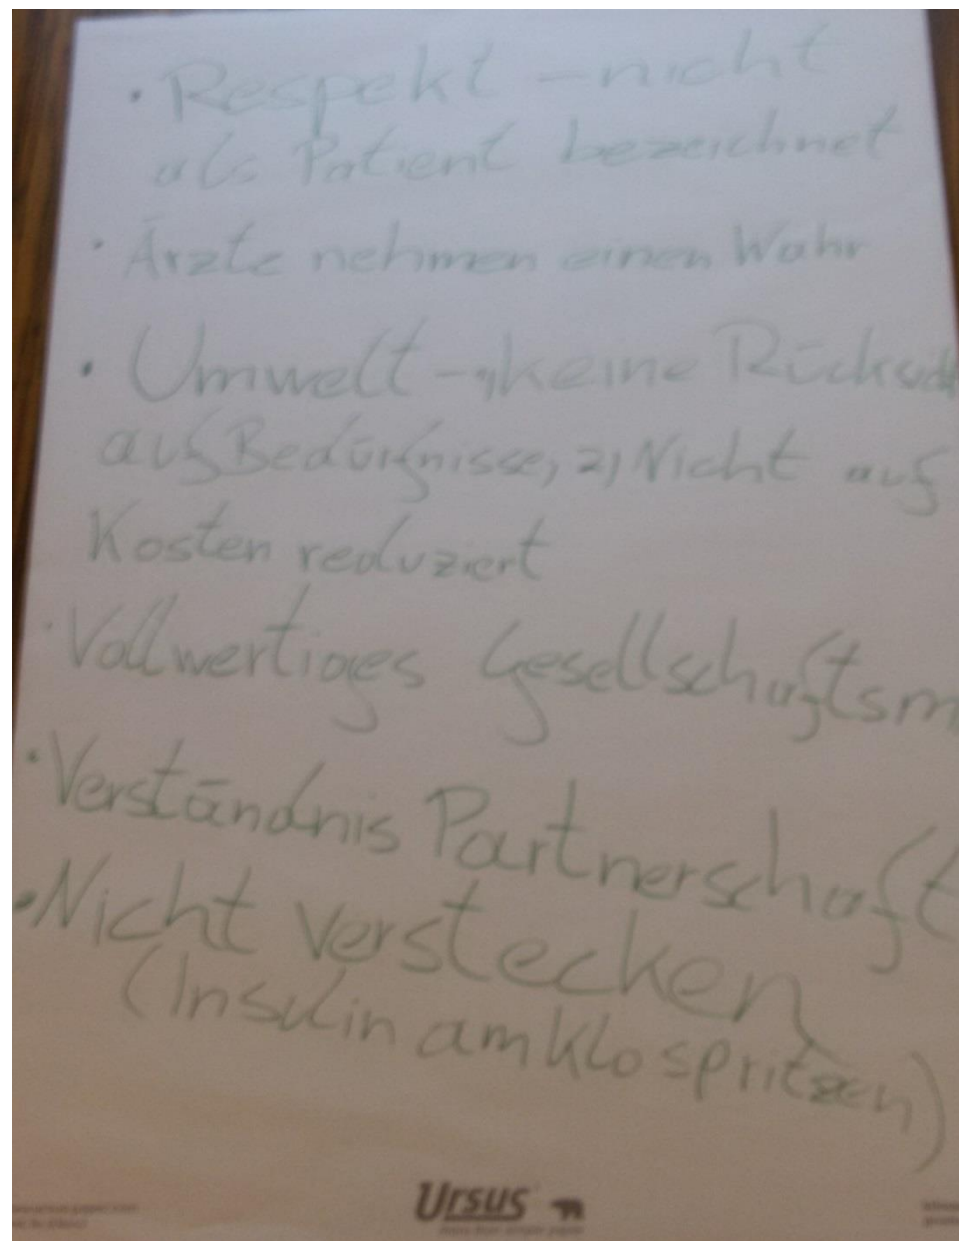 • Respekt – nicht
als Patient bezeichnet
• Ärzte nehmen einen Wahr
• Umwelt – keine Rücksicht
auf Bedürfnisse, 2) Nicht auf
Kosten reduziert
• Vollwertiges Gesellschaftsm
• Verständnis Partnerschaft
• Nicht verstecken
(Insulin am Klo spritzen)
Ursus